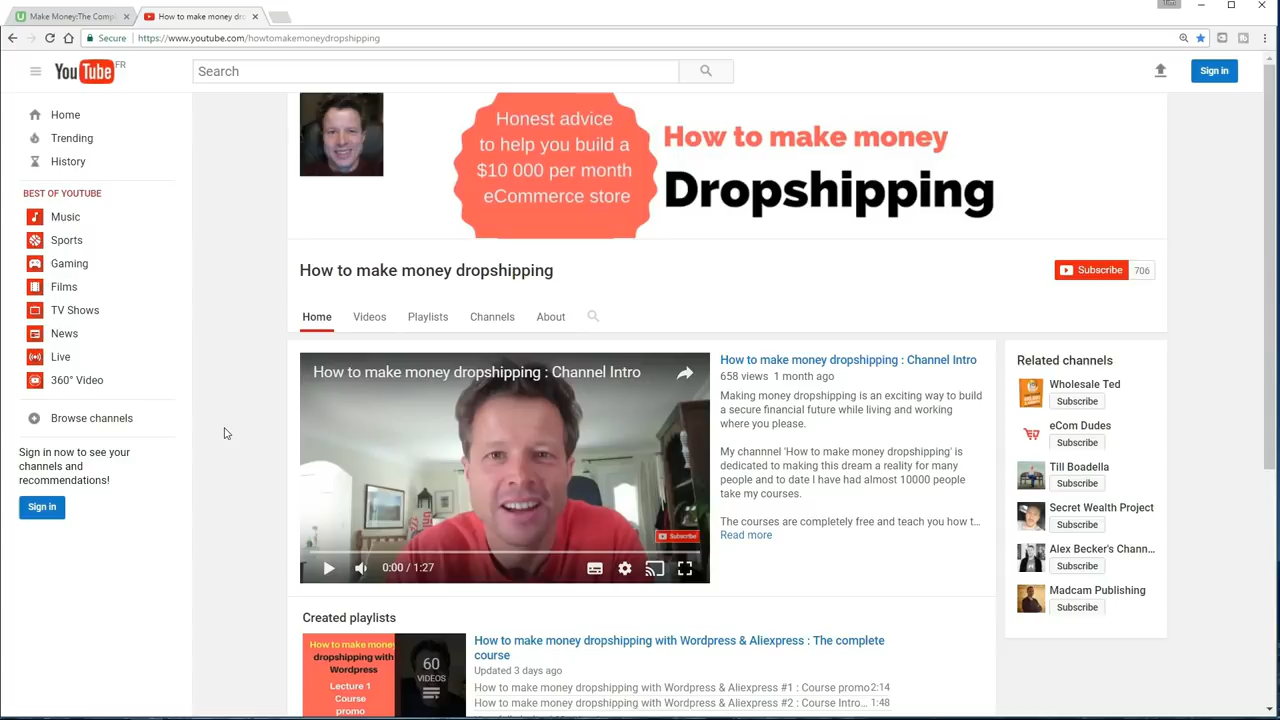 Make Money:The Compl
How to make money dro
Secure
https://www.youtube.com/howtomakemoneydropshipping
YouTube FR
Search
Sign in
Home
Trending
History
BEST OF YOUTUBE
Music
Sports
Gaming
Films
TV Shows
News
Live
360° Video
Browse channels
Sign in now to see your
channels and
recommendations!
Sign in
Honest advice
to help you build a
$10 000 per month
eCommerce store
How to make money
Dropshipping
How to make money dropshipping
Subscribe 706
Home Videos Playlists Channels About
How to make money dropshipping : Channel Intro
Subscribe
0:00 / 1:27
How to make money dropshipping : Channel Intro
658 views 1 month ago
Making money dropshipping is an exciting way to build
a secure financial future while living and working
where you please.
My channnel 'How to make money dropshipping' is
dedicated to making this dream a reality for many
people and to date I have had almost 10000 people
take my courses.
The courses are completely free and teach you how t...
Read more
Related channels
Wholesale Ted
Subscribe
eCom Dudes
Subscribe
Till Boadella
Subscribe
Secret Wealth Project
Subscribe
Alex Becker's Chann...
Subscribe
Madcam Publishing
Subscribe
Created playlists
How to make money
dropshipping with
Wordpress
Lecture 1
Course
promo
60
VIDEOS
How to make money dropshipping with Wordpress & Aliexpress : The complete
course
Updated 3 days ago
How to make money dropshipping with Wordpress & Aliexpress #1 : Course promo 2:14
How to make money dropshipping with Wordpress & Aliexpress #2 : Course Intro... 1:48